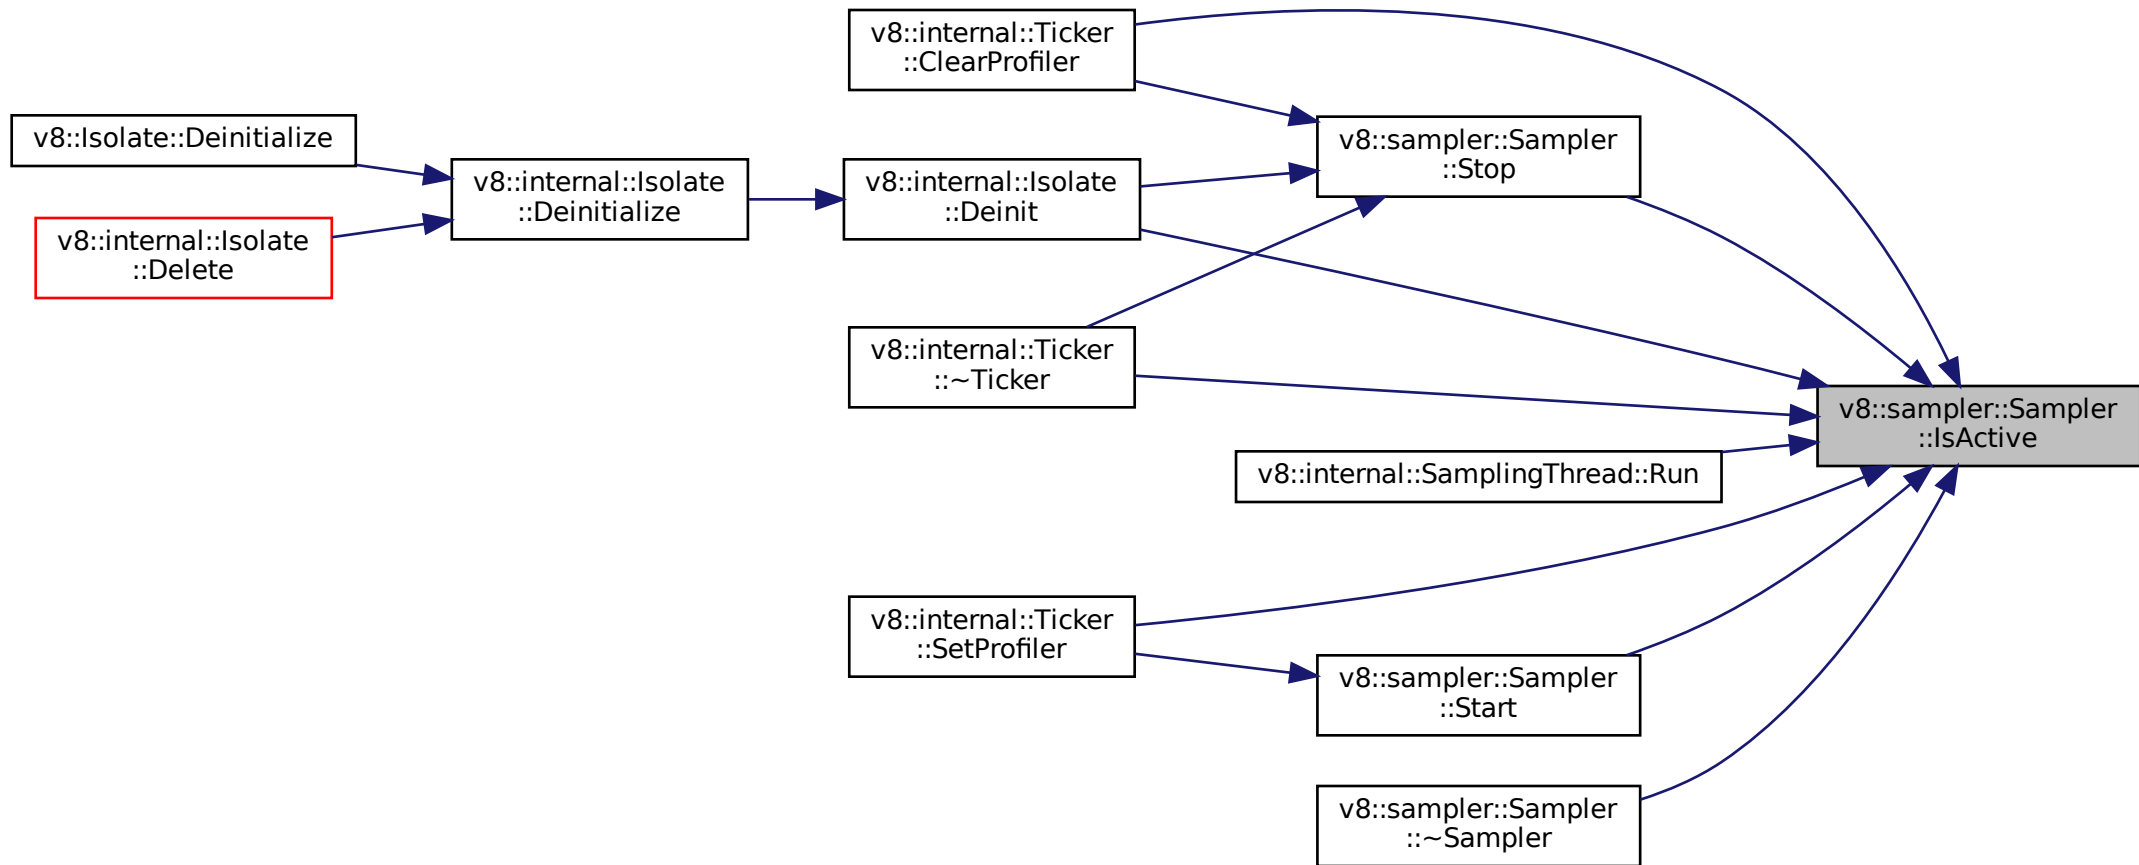 v8::internal::Ticker
::ClearProfiler
v8::Isolate::Deinitialize
v8::sampler::Sampler
::Stop
v8::internal::Isolate
::Deinitialize
v8::internal::Isolate
::Deinit
v8::internal::Isolate
::Delete
v8::internal::Ticker
::~Ticker
v8::sampler::Sampler
::IsActive
v8::internal::SamplingThread::Run
v8::internal::Ticker
::SetProfiler
v8::sampler::Sampler
::Start
v8::sampler::Sampler
::~Sampler